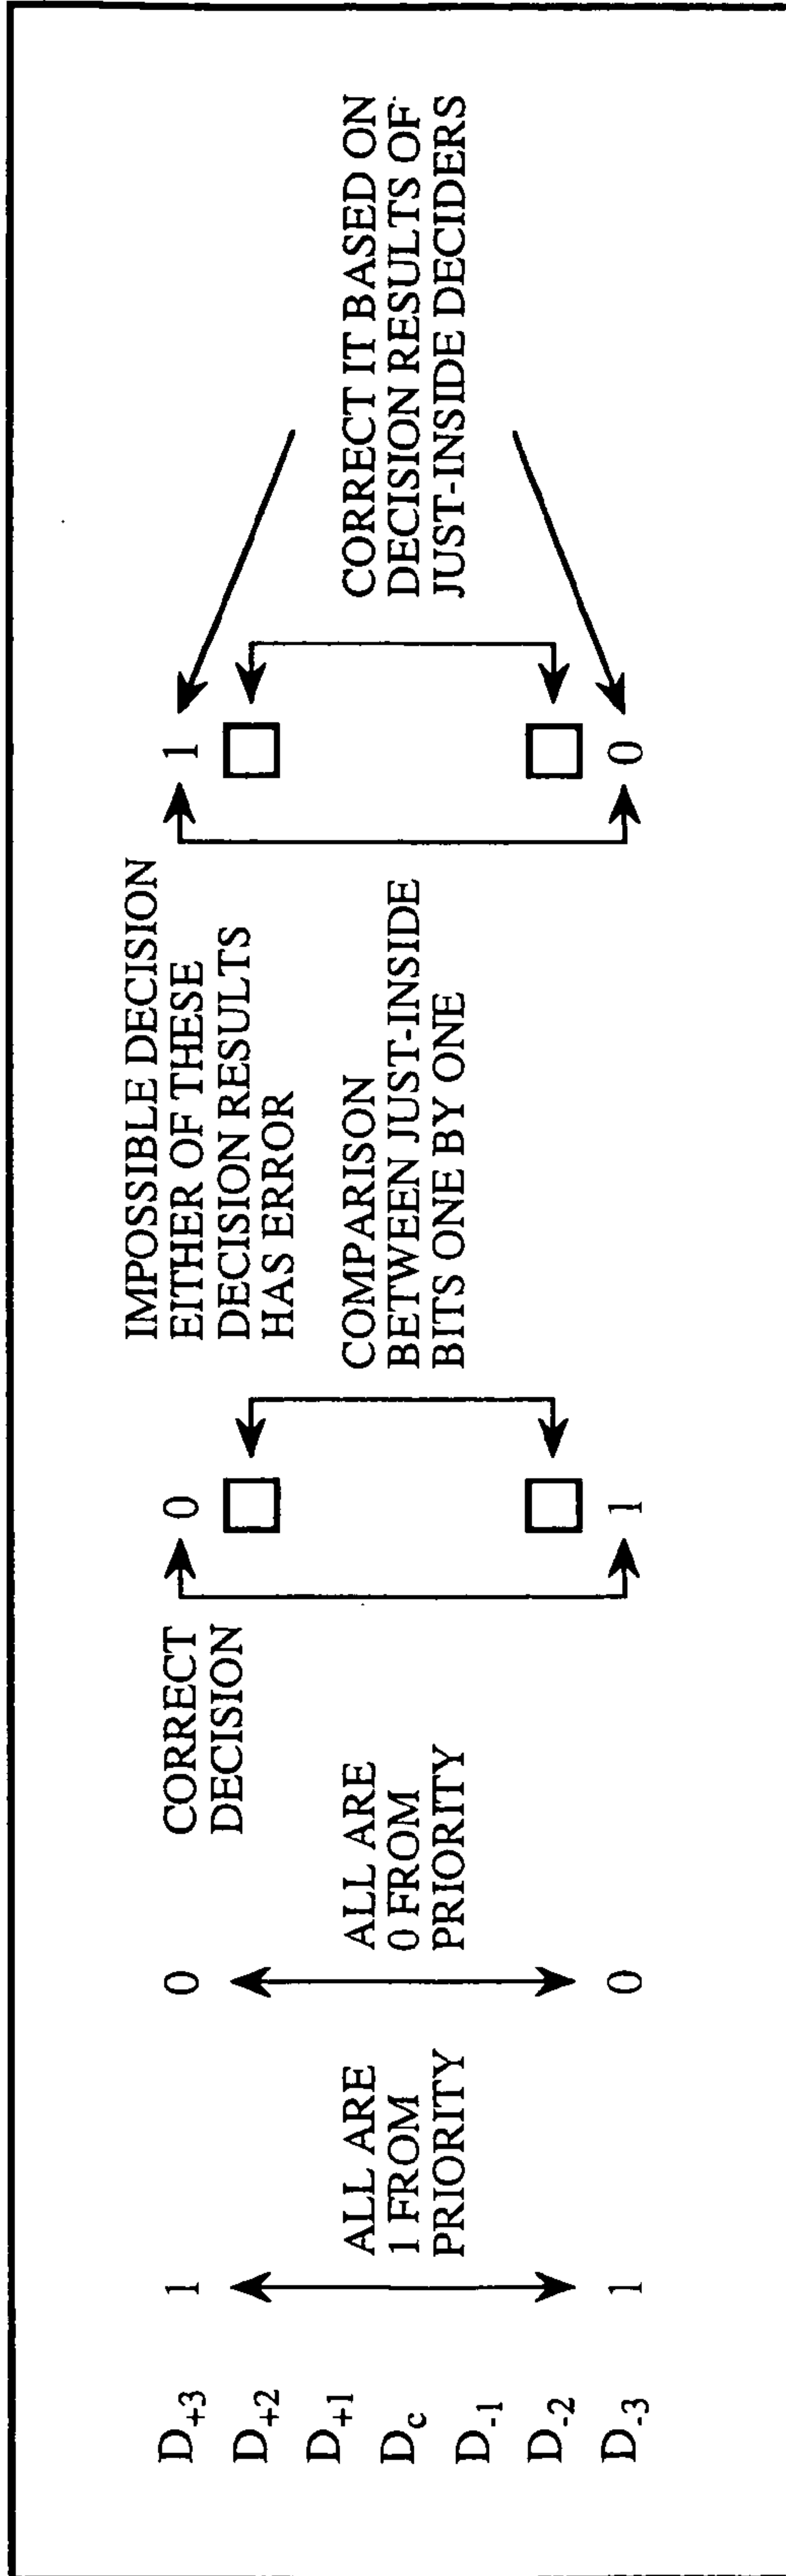 D+3
D+2
D+1
Dc
D-1
D-2
D-3
1
ALL ARE
1 FROM
PRIORITY
1
0
ALL ARE
0 FROM
PRIORITY
0
CORRECT
DECISION
0
1
IMPOSSIBLE DECISION
EITHER OF THESE
DECISION RESULTS
HAS ERROR
COMPARISON
BETWEEN JUST-INSIDE
BITS ONE BY ONE
1
0
CORRECT IT BASED ON
DECISION RESULTS OF
JUST-INSIDE DECIDERS